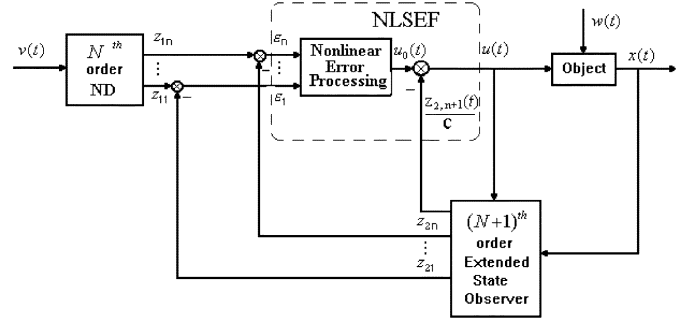 NLSEF
w(t)
v(t)
N th
order
ND
z1n
⋮
z11
εn
⋮
ε1
Nonlinear
Error
Processing
u0(t)
u(t)
Object
x(t)
−
−
−
z2,n+1(t)
C
z2n
⋮
z21
(N+1)th
order
Extended
State
Observer